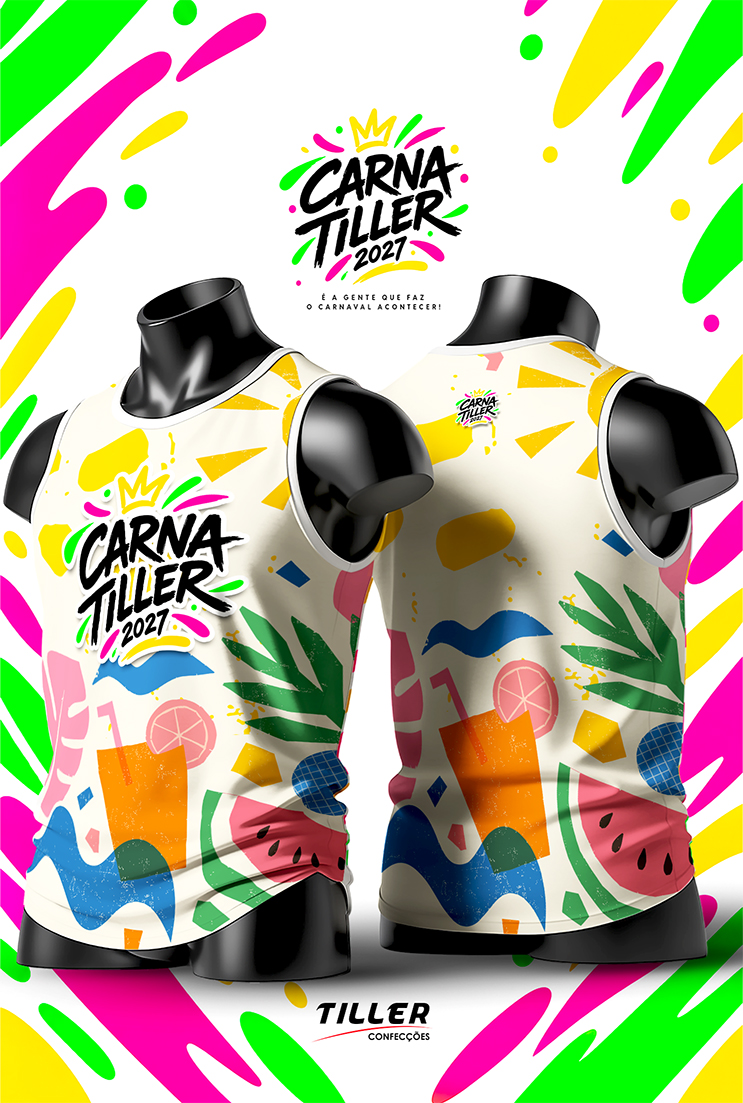 CARNA
TILLER
2027
É A GENTE QUE FAZ
O CARNAVAL ACONTECER!
CARNA
TILLER
2027
CARNA
TILLER
2027
TILLER
CONFECÇÕES